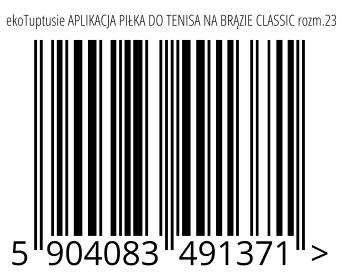 ekoTuptusie APLIKACJA PIŁKA DO TENISA NA BRĄZIE CLASSIC rozm.23
5 904083 491371 >